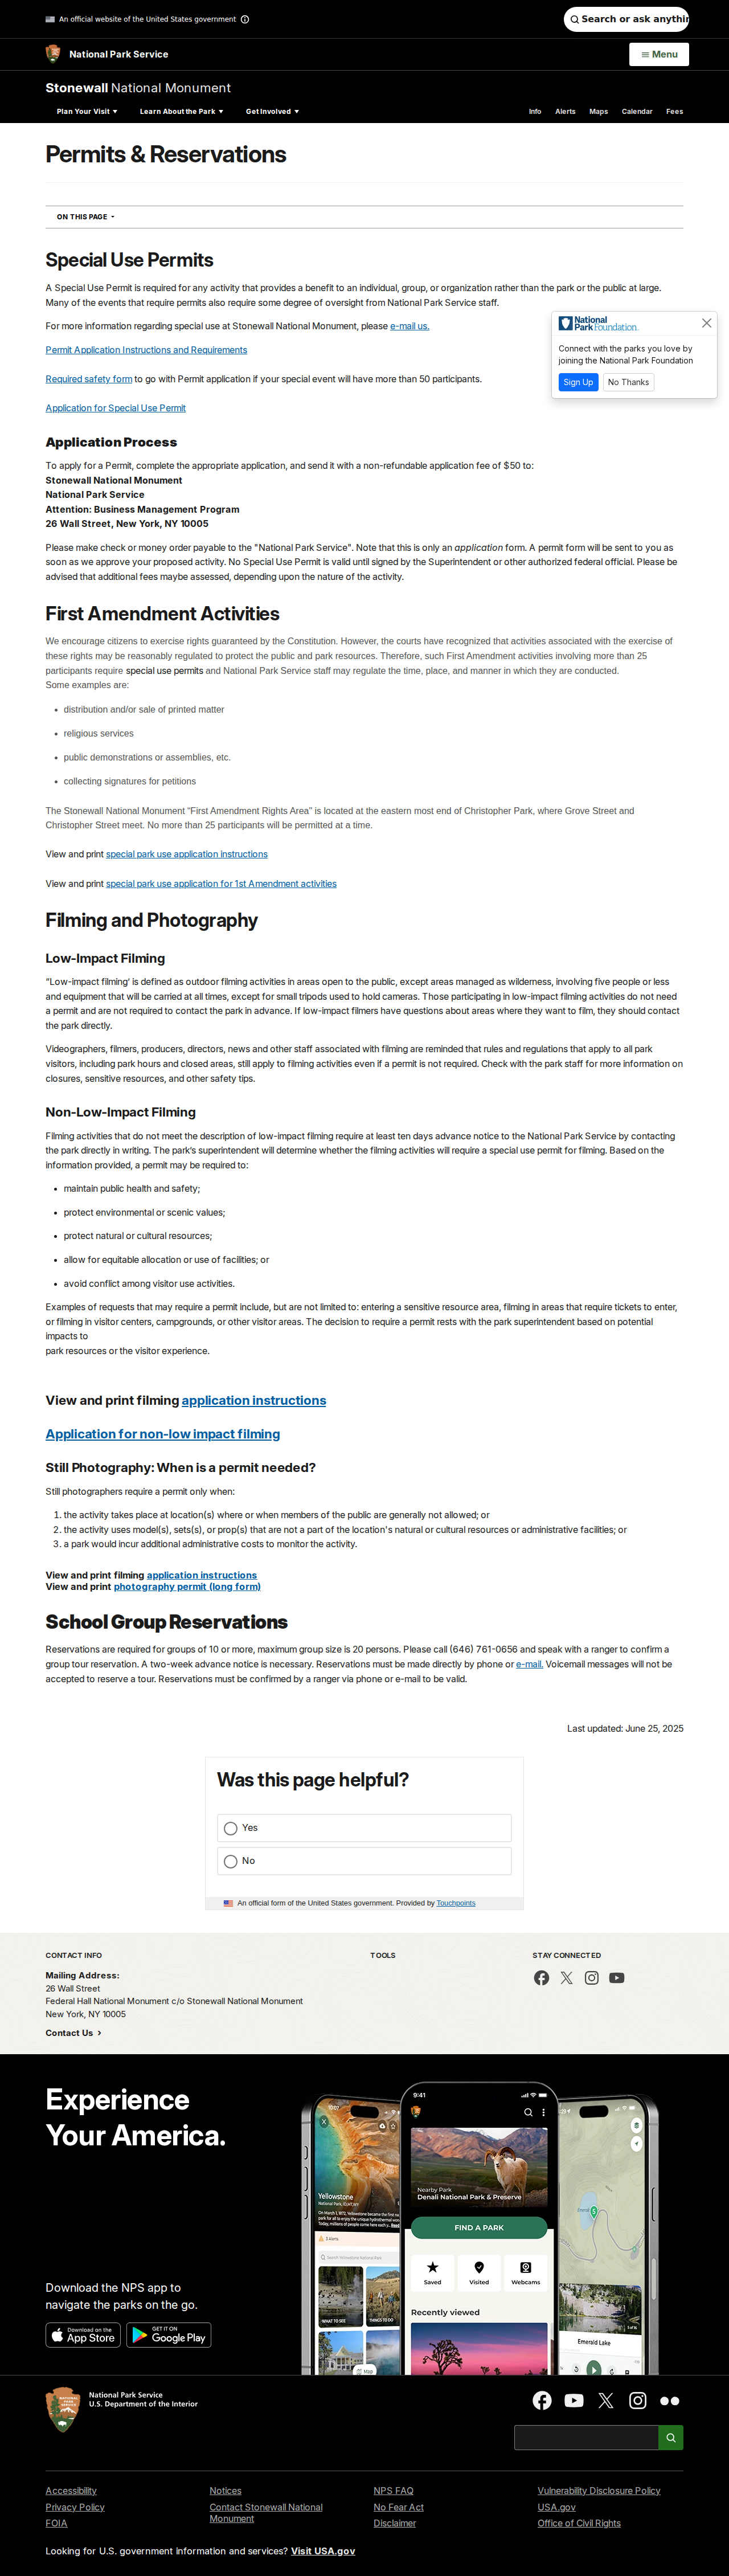 An official website of the United States government
Search or ask anythin
National Park Service
Menu
Stonewall National Monument
Plan Your Visit
Learn About the Park
Get Involved
Info
Alerts
Maps
Calendar
Fees
Permits & Reservations
ON THIS PAGE
Special Use Permits
A Special Use Permit is required for any activity that provides a benefit to an individual, group, or organization rather than the park or the public at large.
Many of the events that require permits also require some degree of oversight from National Park Service staff.
For more information regarding special use at Stonewall National Monument, please e-mail us.
National
Park Foundation
Connect with the parks you love by
joining the National Park Foundation
Sign Up
No Thanks
Permit Application Instructions and Requirements
Required safety form to go with Permit application if your special event will have more than 50 participants.
Application for Special Use Permit
Application Process
To apply for a Permit, complete the appropriate application, and send it with a non-refundable application fee of $50 to:
Stonewall National Monument
National Park Service
Attention: Business Management Program
26 Wall Street, New York, NY 10005
Please make check or money order payable to the "National Park Service". Note that this is only an application form. A permit form will be sent to you as
soon as we approve your proposed activity. No Special Use Permit is valid until signed by the Superintendent or other authorized federal official. Please be
advised that additional fees maybe assessed, depending upon the nature of the activity.
First Amendment Activities
We encourage citizens to exercise rights guaranteed by the Constitution. However, the courts have recognized that activities associated with the exercise of
these rights may be reasonably regulated to protect the public and park resources. Therefore, such First Amendment activities involving more than 25
participants require special use permits and National Park Service staff may regulate the time, place, and manner in which they are conducted.
Some examples are:
• distribution and/or sale of printed matter
• religious services
• public demonstrations or assemblies, etc.
• collecting signatures for petitions
The Stonewall National Monument “First Amendment Rights Area” is located at the eastern most end of Christopher Park, where Grove Street and
Christopher Street meet. No more than 25 participants will be permitted at a time.
View and print special park use application instructions
View and print special park use application for 1st Amendment activities
Filming and Photography
Low-Impact Filming
“Low-impact filming’ is defined as outdoor filming activities in areas open to the public, except areas managed as wilderness, involving five people or less
and equipment that will be carried at all times, except for small tripods used to hold cameras. Those participating in low-impact filming activities do not need
a permit and are not required to contact the park in advance. If low-impact filmers have questions about areas where they want to film, they should contact
the park directly.
Videographers, filmers, producers, directors, news and other staff associated with filming are reminded that rules and regulations that apply to all park
visitors, including park hours and closed areas, still apply to filming activities even if a permit is not required. Check with the park staff for more information on
closures, sensitive resources, and other safety tips.
Non-Low-Impact Filming
Filming activities that do not meet the description of low-impact filming require at least ten days advance notice to the National Park Service by contacting
the park directly in writing. The park’s superintendent will determine whether the filming activities will require a special use permit for filming. Based on the
information provided, a permit may be required to:
• maintain public health and safety;
• protect environmental or scenic values;
• protect natural or cultural resources;
• allow for equitable allocation or use of facilities; or
• avoid conflict among visitor use activities.
Examples of requests that may require a permit include, but are not limited to: entering a sensitive resource area, filming in areas that require tickets to enter,
or filming in visitor centers, campgrounds, or other visitor areas. The decision to require a permit rests with the park superintendent based on potential
impacts to
park resources or the visitor experience.
View and print filming application instructions
Application for non-low impact filming
Still Photography: When is a permit needed?
Still photographers require a permit only when:
1. the activity takes place at location(s) where or when members of the public are generally not allowed; or
2. the activity uses model(s), sets(s), or prop(s) that are not a part of the location's natural or cultural resources or administrative facilities; or
3. a park would incur additional administrative costs to monitor the activity.
View and print filming application instructions
View and print photography permit (long form)
School Group Reservations
Reservations are required for groups of 10 or more, maximum group size is 20 persons. Please call (646) 761-0656 and speak with a ranger to confirm a
group tour reservation. A two-week advance notice is necessary. Reservations must be made directly by phone or e-mail. Voicemail messages will not be
accepted to reserve a tour. Reservations must be confirmed by a ranger via phone or e-mail to be valid.
Last updated: June 25, 2025
Was this page helpful?
Yes
No
An official form of the United States government. Provided by Touchpoints
CONTACT INFO
Mailing Address:
26 Wall Street
Federal Hall National Monument c/o Stonewall National Monument
New York, NY 10005
Contact Us
TOOLS
STAY CONNECTED
Experience
Your America.
Download the NPS app to
navigate the parks on the go.
Download on the
App Store
GET IT ON
Google Play
10:07
Yellowstone
3 Alerts
WHAT TO SEE
THINGS TO DO
Map
9:41
Nearby Park
Denali National Park & Preserve
FIND A PARK
Saved
Visited
Webcams
Recently viewed
Emerald Lake
National Park Service
U.S. Department of the Interior
Accessibility
Privacy Policy
FOIA
Notices
Contact Stonewall National
Monument
NPS FAQ
No Fear Act
Disclaimer
Vulnerability Disclosure Policy
USA.gov
Office of Civil Rights
Looking for U.S. government information and services? Visit USA.gov